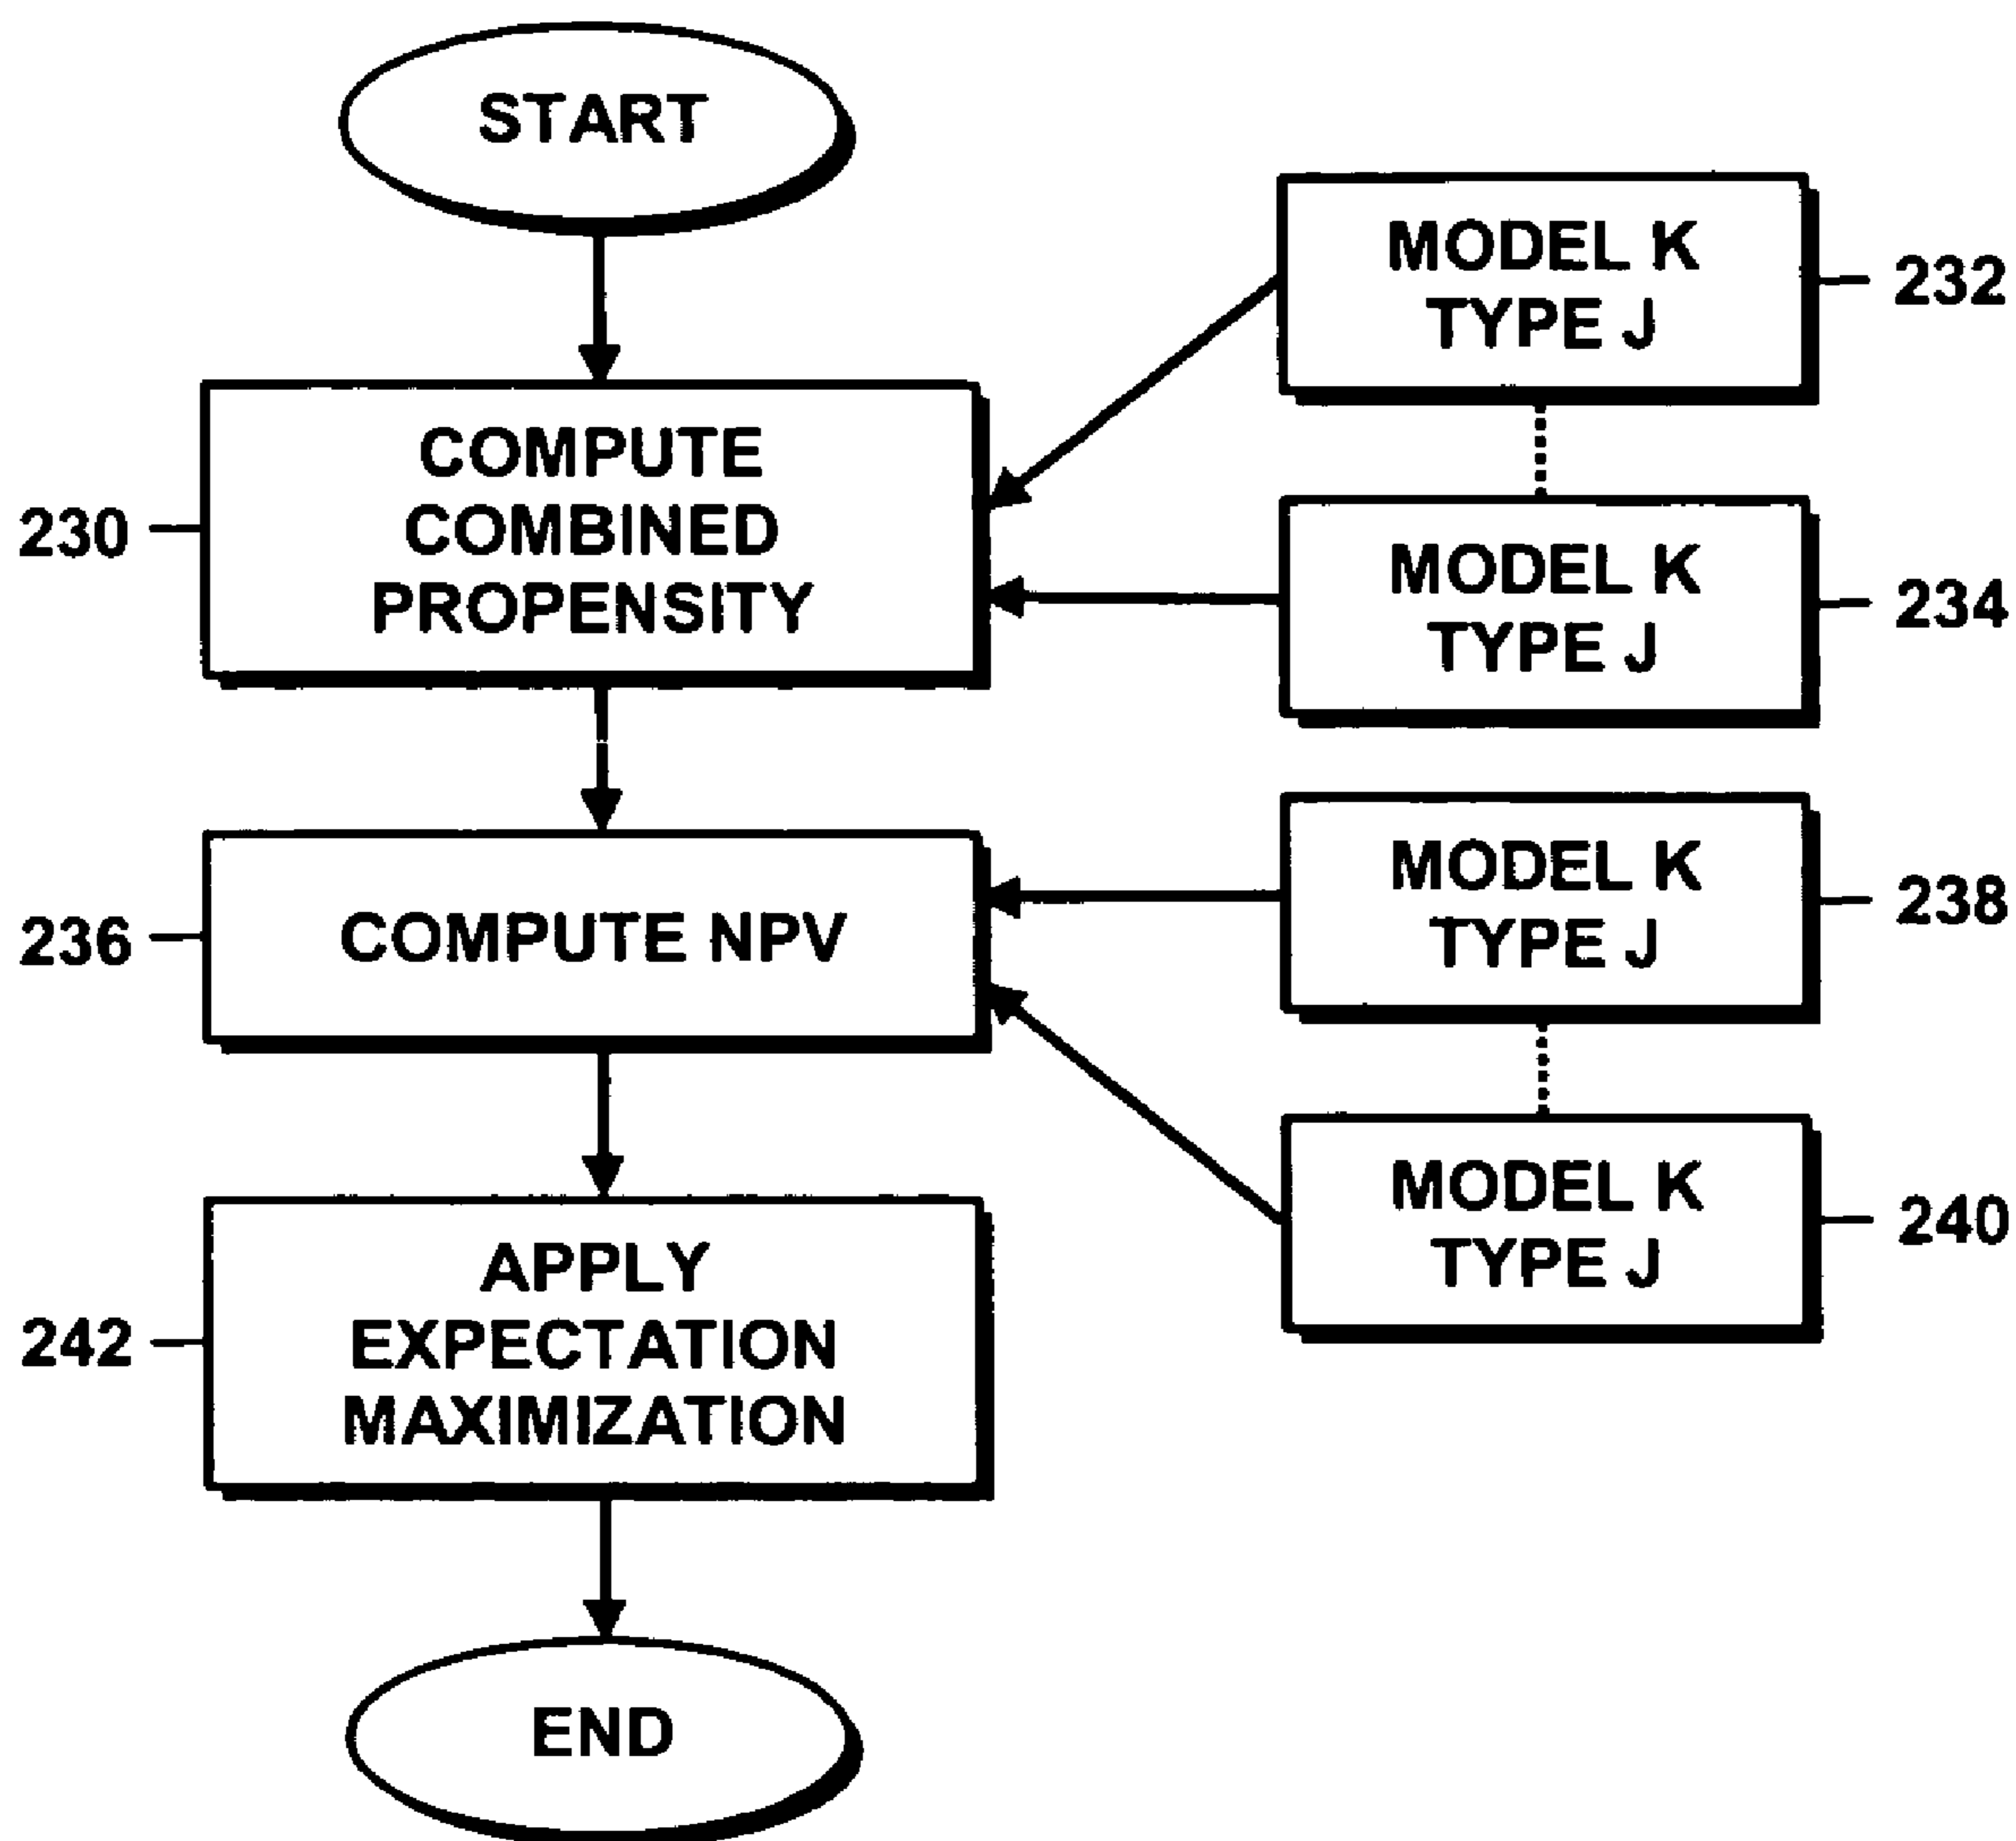 START
MODEL K
TYPE J
232
COMPUTE
COMBINED
PROPENSITY
230
MODEL K
TYPE J
234
MODEL K
TYPE J
238
COMPUTE NPV
236
MODEL K
TYPE J
240
APPLY
EXPECTATION
MAXIMIZATION
242
END